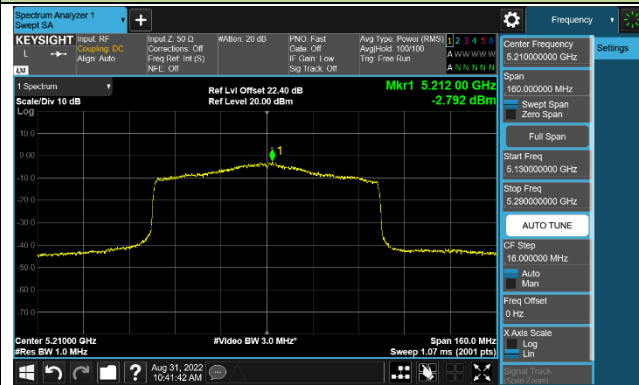 Spectrum Analyzer 1
Swept SA
Frequency
KEYSIGHT
L
LXI
Input: RF
Coupling: DC
Align: Auto
Input Z: 50 Ω
Corrections: Off
Freq Ref: Int (S)
NFE: Off
#Atten: 20 dB
PNO: Fast
Gate: Off
IF Gain: Low
Sig Track: Off
Avg Type: Power (RMS)
Avg|Hold: 100/100
Trig: Free Run
1 2 3 4 5 6
A W W W W W
A N N N N N
1 Spectrum
Scale/Div 10 dB
Log
Ref Lvl Offset 22.40 dB
Ref Level 20.00 dBm
Mkr1 5.212 00 GHz
-2.792 dBm
10.0
0.00
-10.0
-20.0
-30.0
-40.0
-50.0
-60.0
-70.0
1
Center 5.21000 GHz
#Res BW 1.0 MHz
#Video BW 3.0 MHz*
Span 160.0 MHz
Sweep 1.07 ms (2001 pts)
Aug 31, 2022
10:41:42 AM
Center Frequency
5.210000000 GHz
Settings
Span
160.000000 MHz
Swept Span
Zero Span
Full Span
Start Freq
5.130000000 GHz
Stop Freq
5.290000000 GHz
AUTO TUNE
CF Step
16.000000 MHz
Auto
Man
Freq Offset
0 Hz
X Axis Scale
Log
Lin
Signal Track
(Span Zoom)